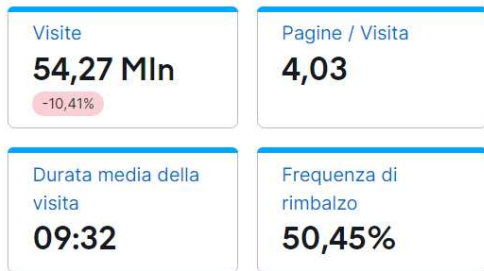 Visite
54,27 Mln
-10,41%
Pagine / Visita
4,03
Durata media della
visita
09:32
Frequenza di
rimbalzo
50,45%